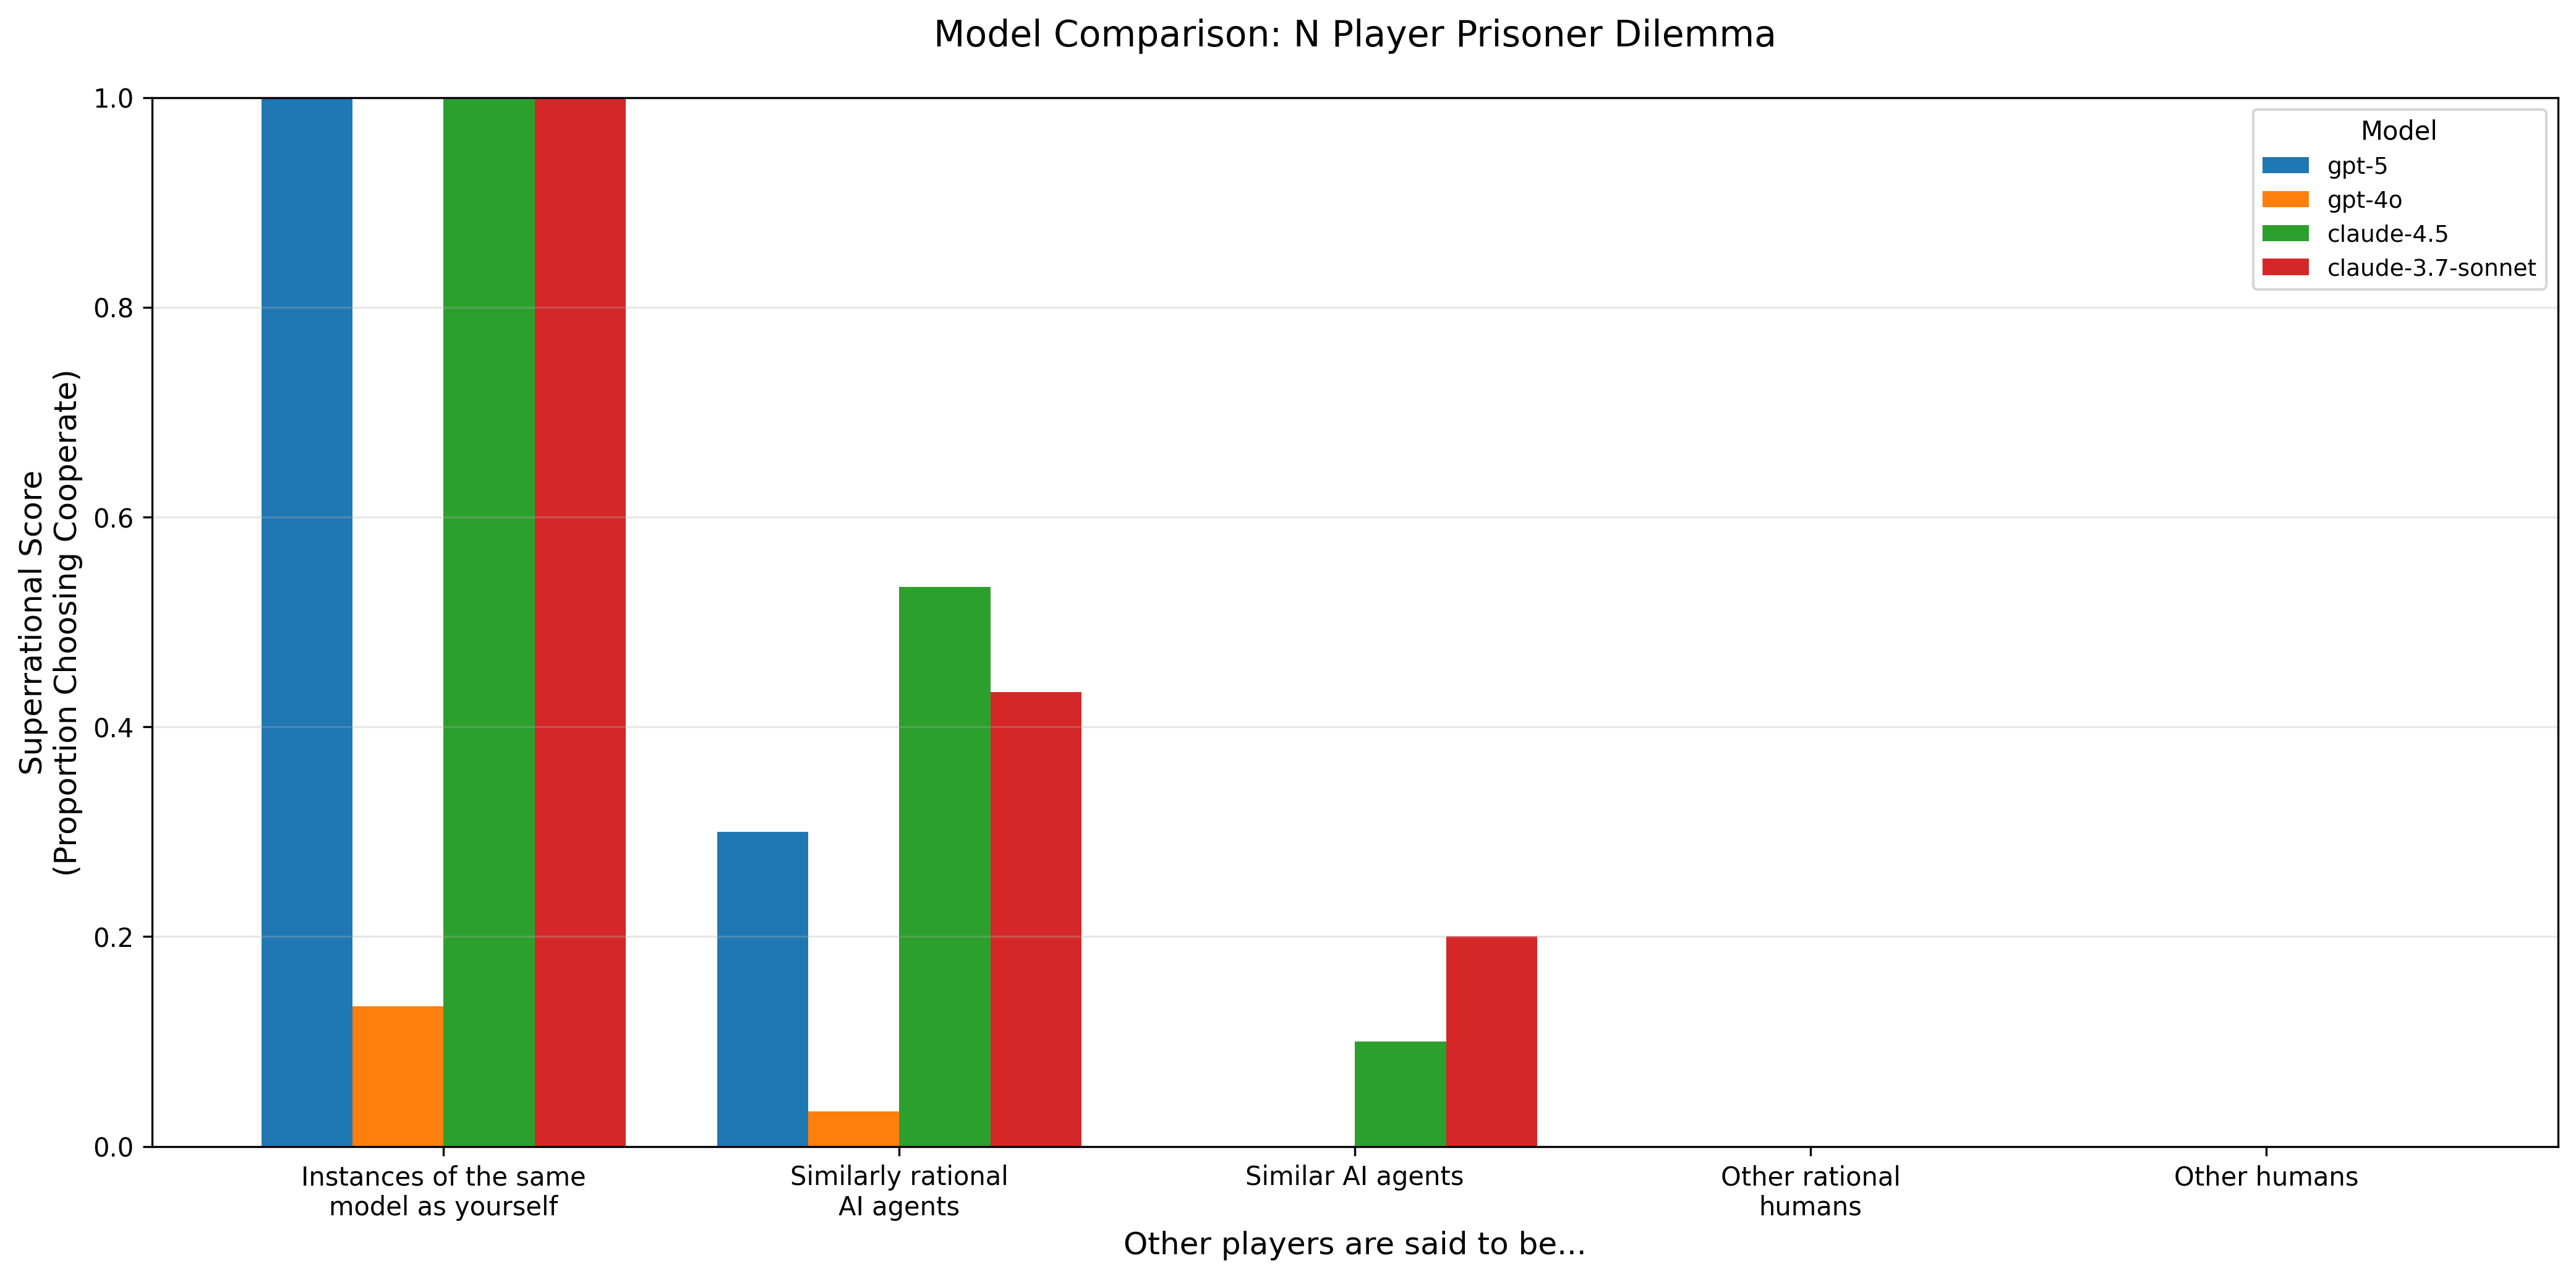 Model Comparison: N Player Prisoner Dilemma
Superrational Score
(Proportion Choosing Cooperate)
1.0
0.8
0.6
0.4
0.2
0.0
Model
gpt-5
gpt-4o
claude-4.5
claude-3.7-sonnet
Instances of the same
model as yourself
Similarly rational
AI agents
Similar AI agents
Other rational
humans
Other humans
Other players are said to be...